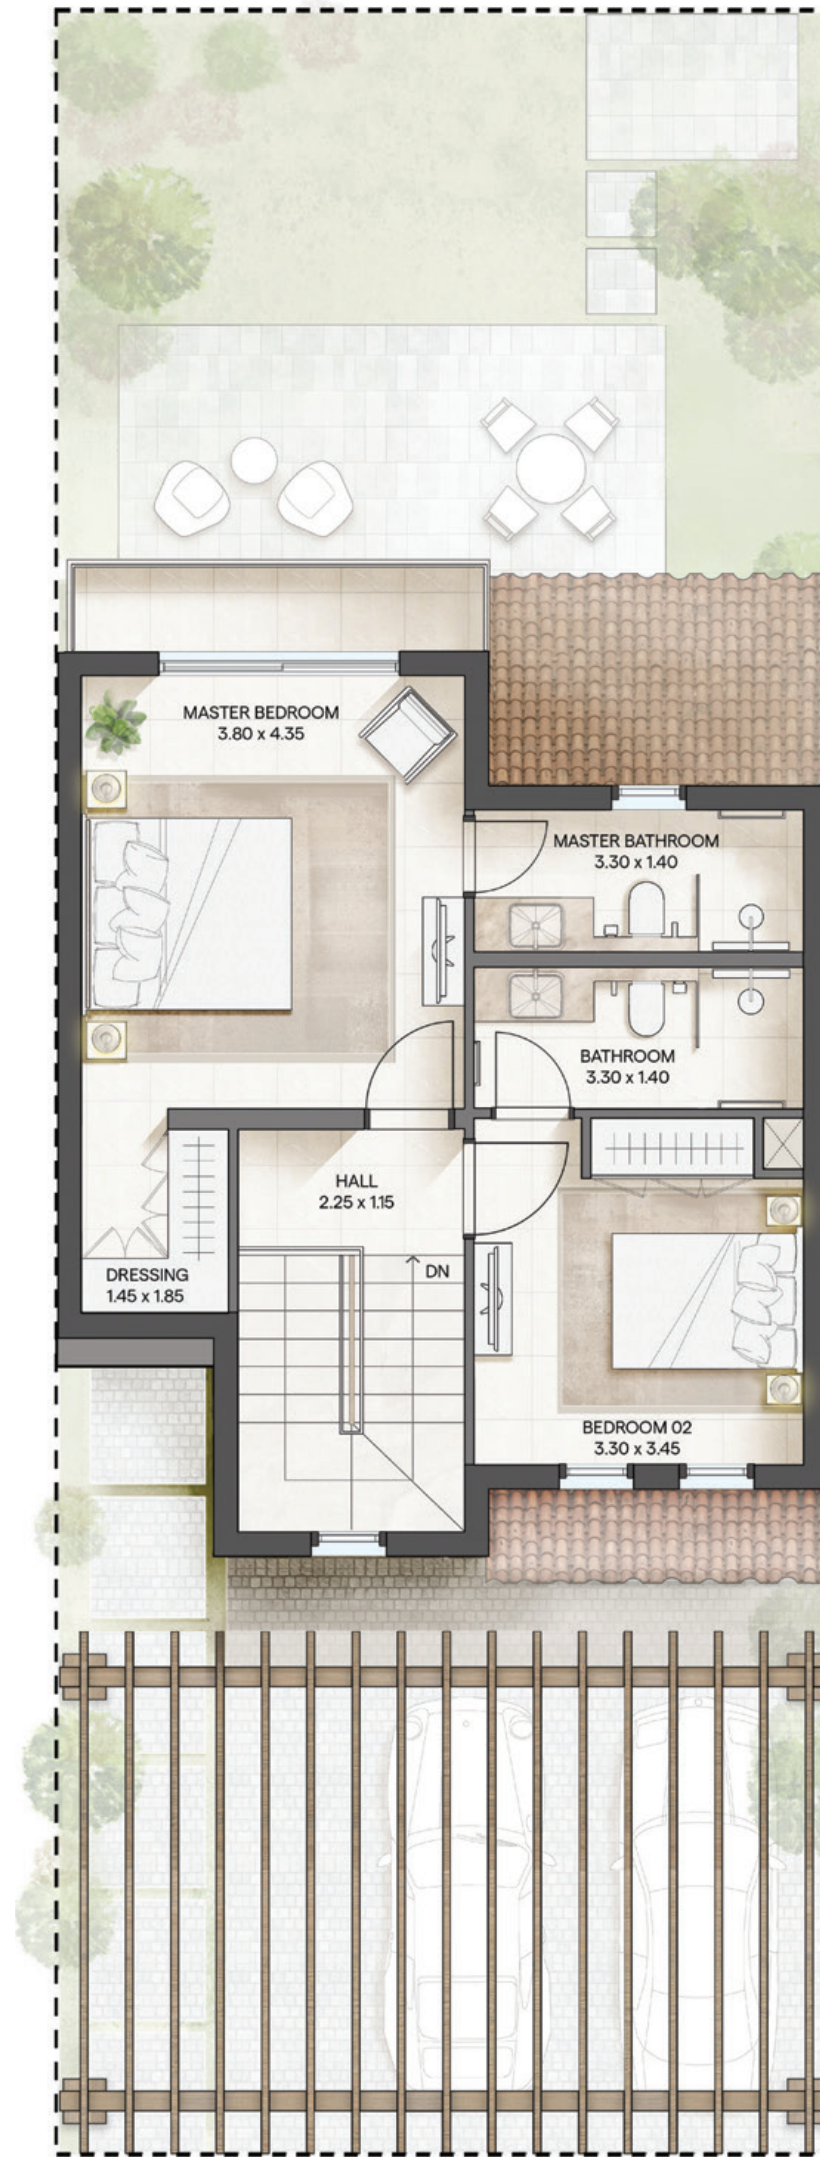 MASTER BEDROOM
3.80 x 4.35
MASTER BATHROOM
3.30 x 1.40
BATHROOM
3.30 x 1.40
HALL
2.25 x 1.15
DN
DRESSING
1.45 x 1.85
BEDROOM 02
3.30 x 3.45